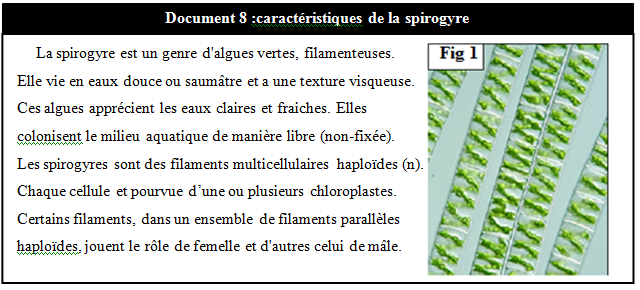 Document 8 :caractéristiques de la spirogyre
La spirogyre est un genre d'algues vertes, filamenteuses.
Elle vie en eaux douce ou saumâtre et a une texture visqueuse.
Ces algues apprécient les eaux claires et fraiches. Elles
colonisent le milieu aquatique de manière libre (non-fixée).
Les spirogyres sont des filaments multicellulaires haploïdes (n).
Chaque cellule et pourvue d'une ou plusieurs chloroplastes.
Certains filaments, dans un ensemble de filaments parallèles
haploïdes, jouent le rôle de femelle et d'autres celui de mâle.
Fig 1